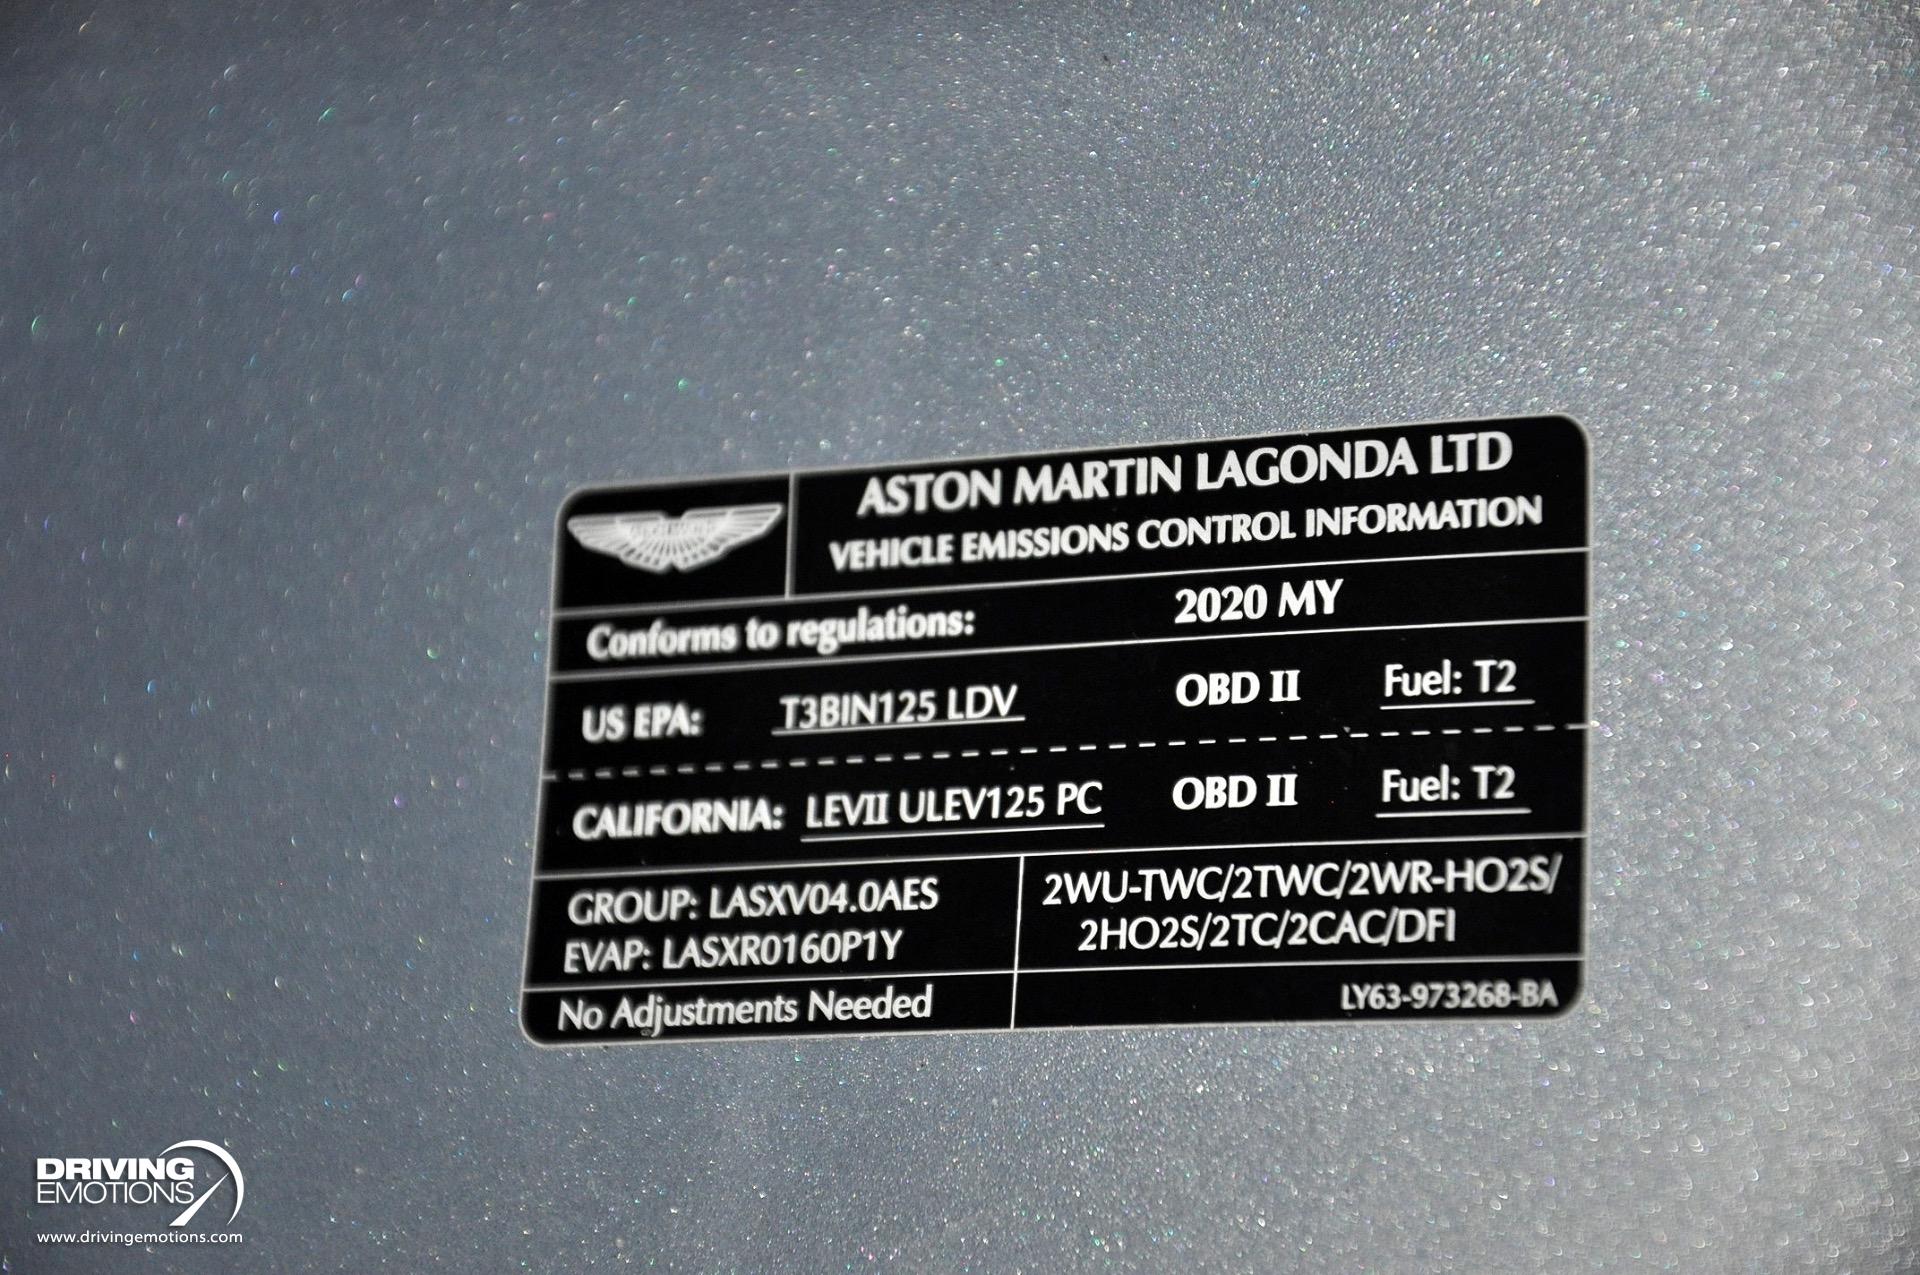 ASTON MARTIN LAGONDA LTD
VEHICLE EMISSIONS CONTROL INFORMATION
Conforms to regulations: 2020 MY
US EPA: T3BIN125 LDV OBD II Fuel: T2
CALIFORNIA: LEVII ULEV125 PC OBD II Fuel: T2
GROUP: LASXV04.0AES
EVAP: LASXR0160P1Y
2WU-TWC/2TWC/2WR-HO2S/
2HO2S/2TC/2CAC/DFI
No Adjustments Needed
LY63-973268-BA
DRIVING
EMOTIONS
www.drivingemotions.com